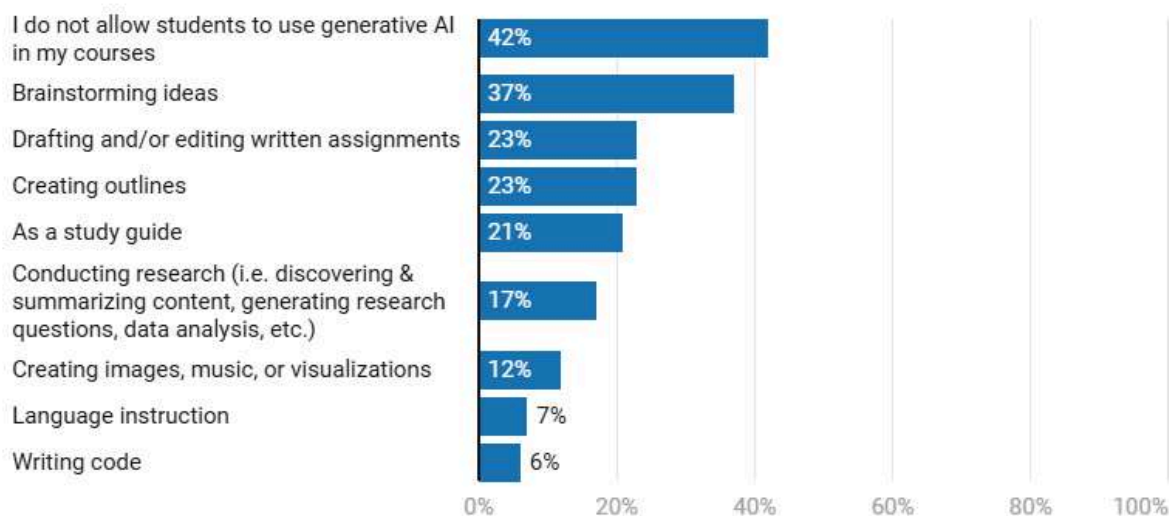 I do not allow students to use generative AI
in my courses
42%
Brainstorming ideas
37%
Drafting and/or editing written assignments
23%
Creating outlines
23%
As a study guide
21%
Conducting research (i.e. discovering &
summarizing content, generating research
questions, data analysis, etc.)
17%
Creating images, music, or visualizations
12%
Language instruction
7%
Writing code
6%
0% 20% 40% 60% 80% 100%